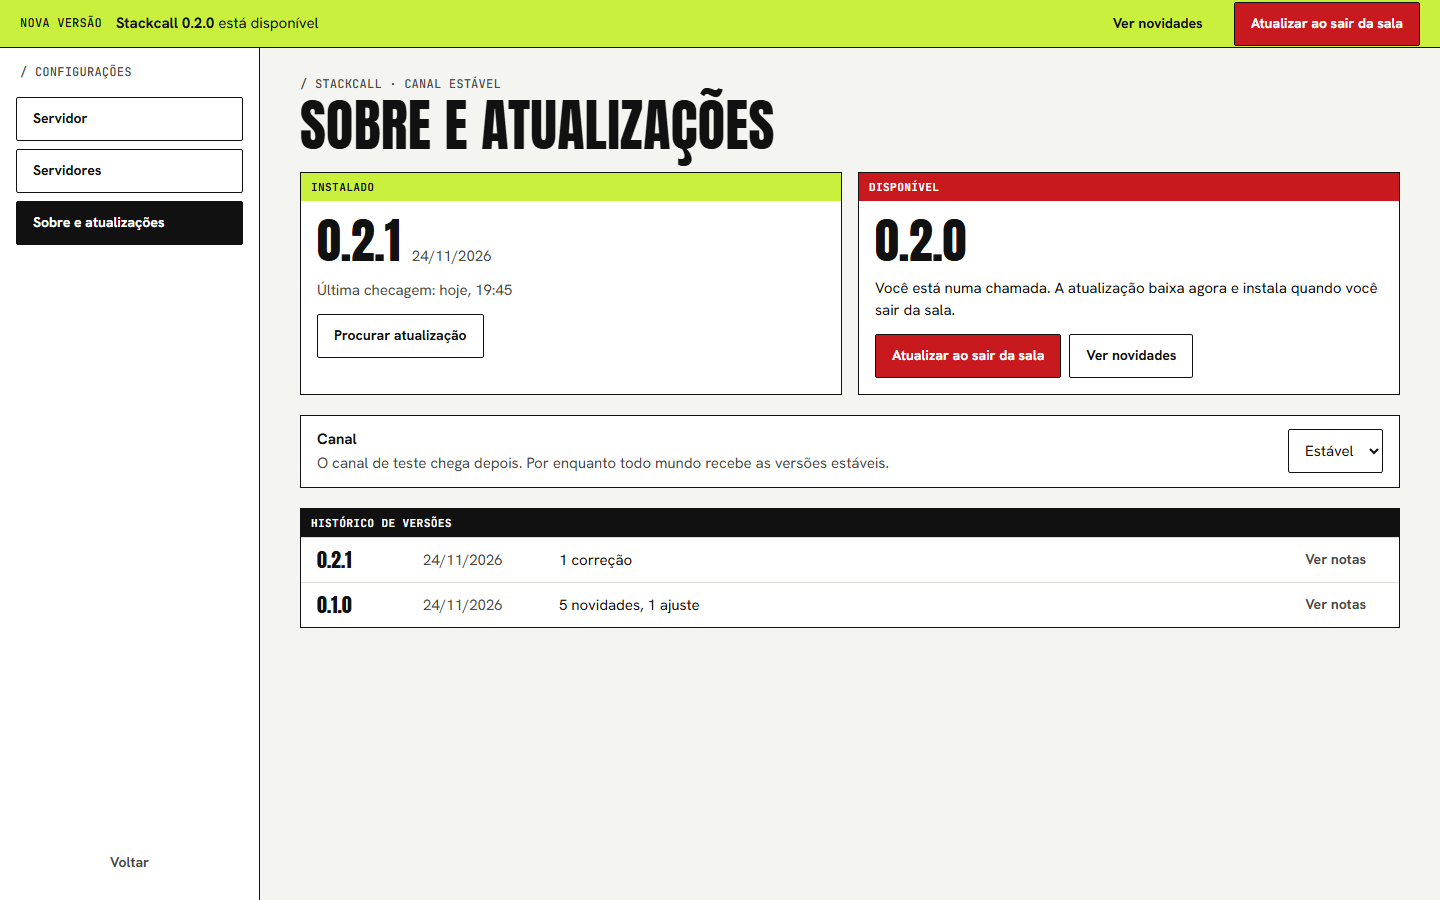 NOVA VERSÃO Stackcall 0.2.0 está disponível Ver novidades Atualizar ao sair da sala
/ CONFIGURAÇÕES
Servidor
Servidores
Sobre e atualizações
Voltar
/ STACKCALL · CANAL ESTÁVEL
SOBRE E ATUALIZAÇÕES
INSTALADO
0.2.1 24/11/2026
Última checagem: hoje, 19:45
Procurar atualização
DISPONÍVEL
0.2.0
Você está numa chamada. A atualização baixa agora e instala quando você
sair da sala.
Atualizar ao sair da sala Ver novidades
Canal
O canal de teste chega depois. Por enquanto todo mundo recebe as versões estáveis.
Estável
HISTÓRICO DE VERSÕES
0.2.1 24/11/2026 1 correção Ver notas
0.1.0 24/11/2026 5 novidades, 1 ajuste Ver notas